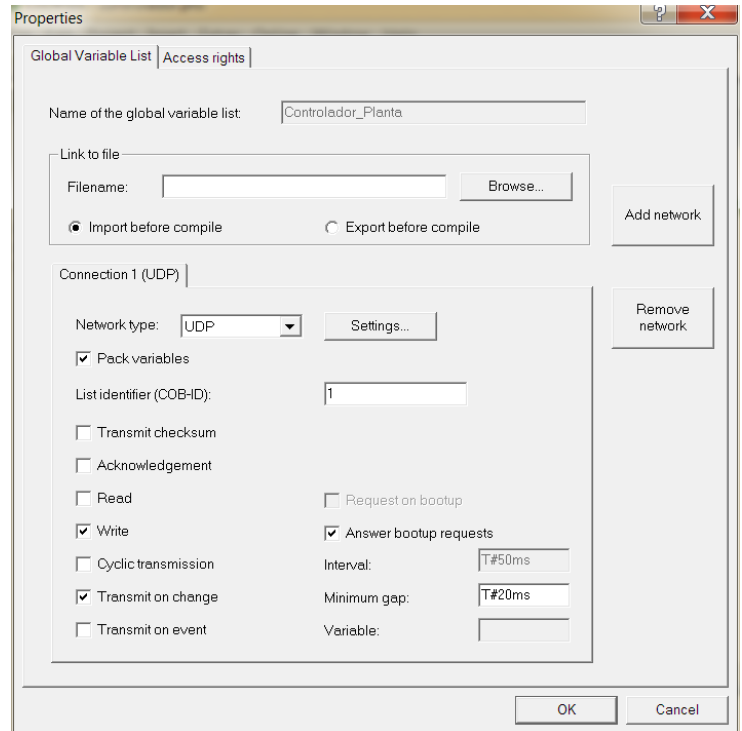 Properties
Global Variable List Access rights
Name of the global variable list: Controlador_Planta
Link to file
Filename: Browse...
Import before compile Export before compile
Add network
Connection 1 (UDP)
Network type: UDP Settings...
Remove network
Pack variables
List identifier (COB-ID): 1
Transmit checksum
Acknowledgement
Read Request on bootup
Write Answer bootup requests
Cyclic transmission Interval: T#50ms
Transmit on change Minimum gap: T#20ms
Transmit on event Variable:
OK Cancel